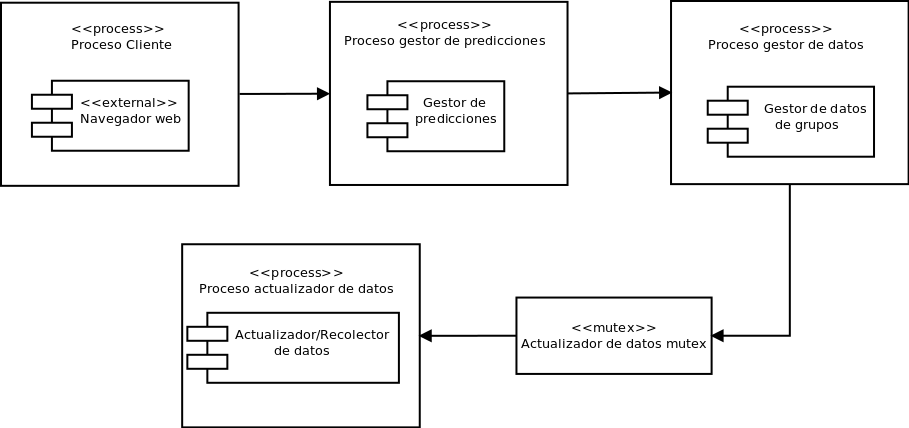 <<process>>
Proceso Cliente
<<external>>
Navegador web
<<process>>
Proceso gestor de predicciones
Gestor de
predicciones
<<process>>
Proceso gestor de datos
Gestor de datos
de grupos
<<process>>
Proceso actualizador de datos
Actualizador/Recolector
de datos
<<mutex>>
Actualizador de datos mutex